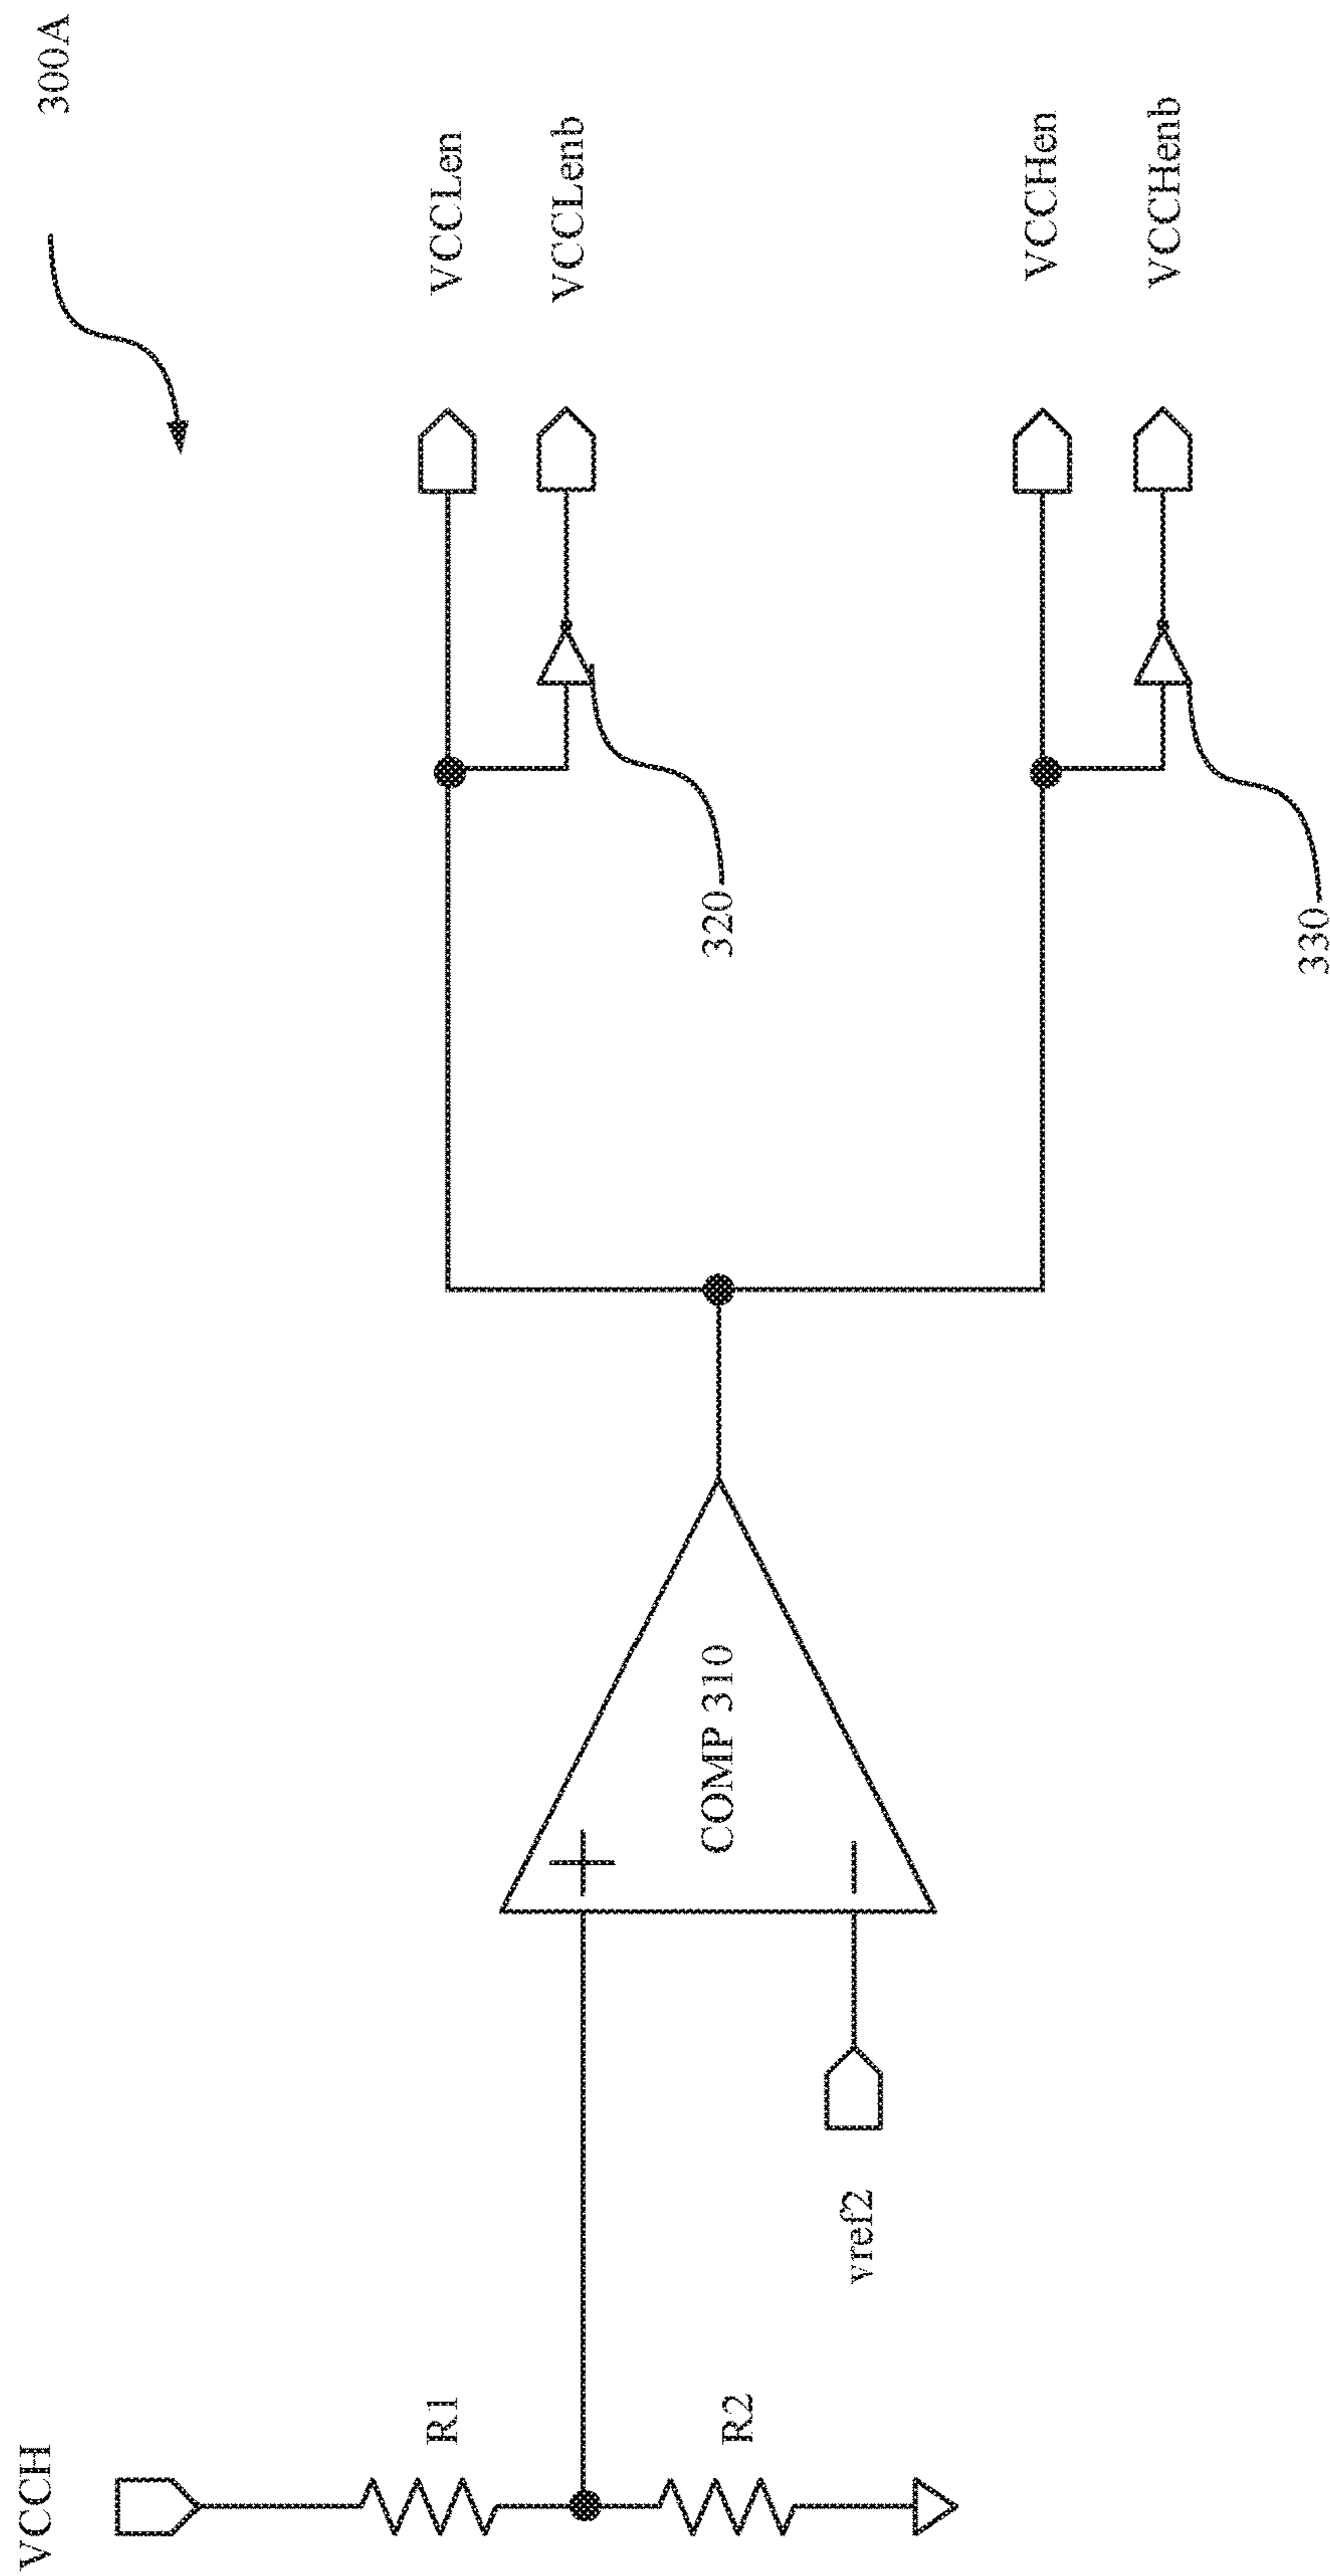 300A
VCCH
R1
R2
vref2
+
COMP 310
−
VCCLen
VCCLenb
320
VCCHen
VCCHenb
330